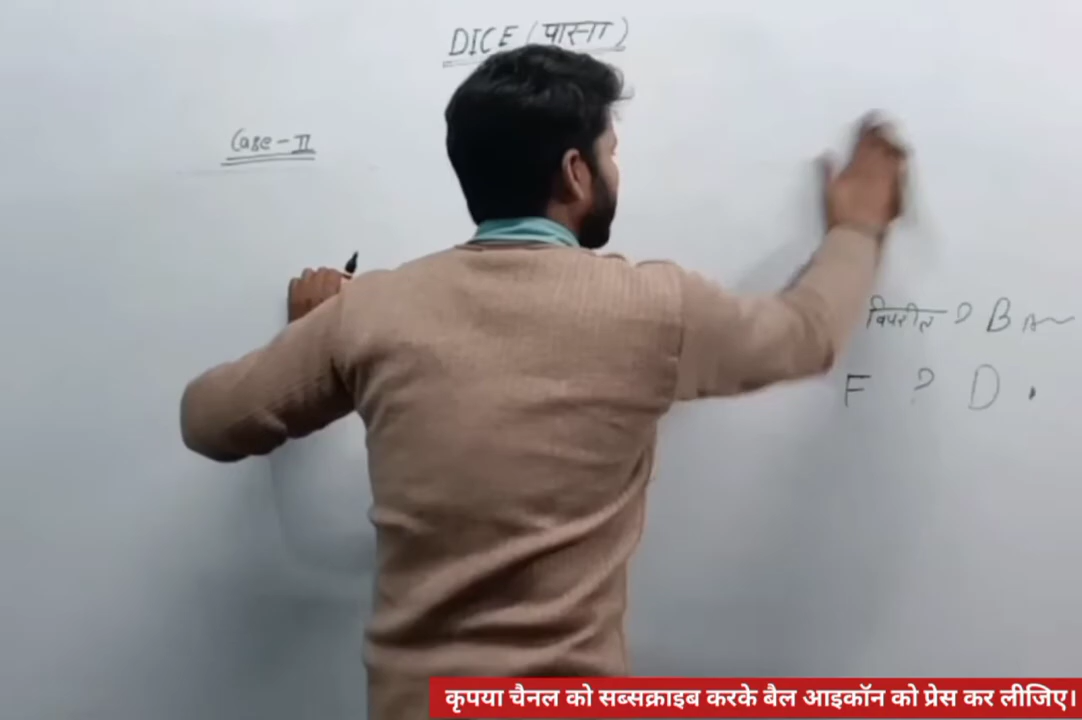 DICE (पासा)
Case-II
विपरीत ? B
F ? D
कृपया चैनल को सब्सक्राइब करके बैल आइकॉन को प्रेस कर लीजिए।